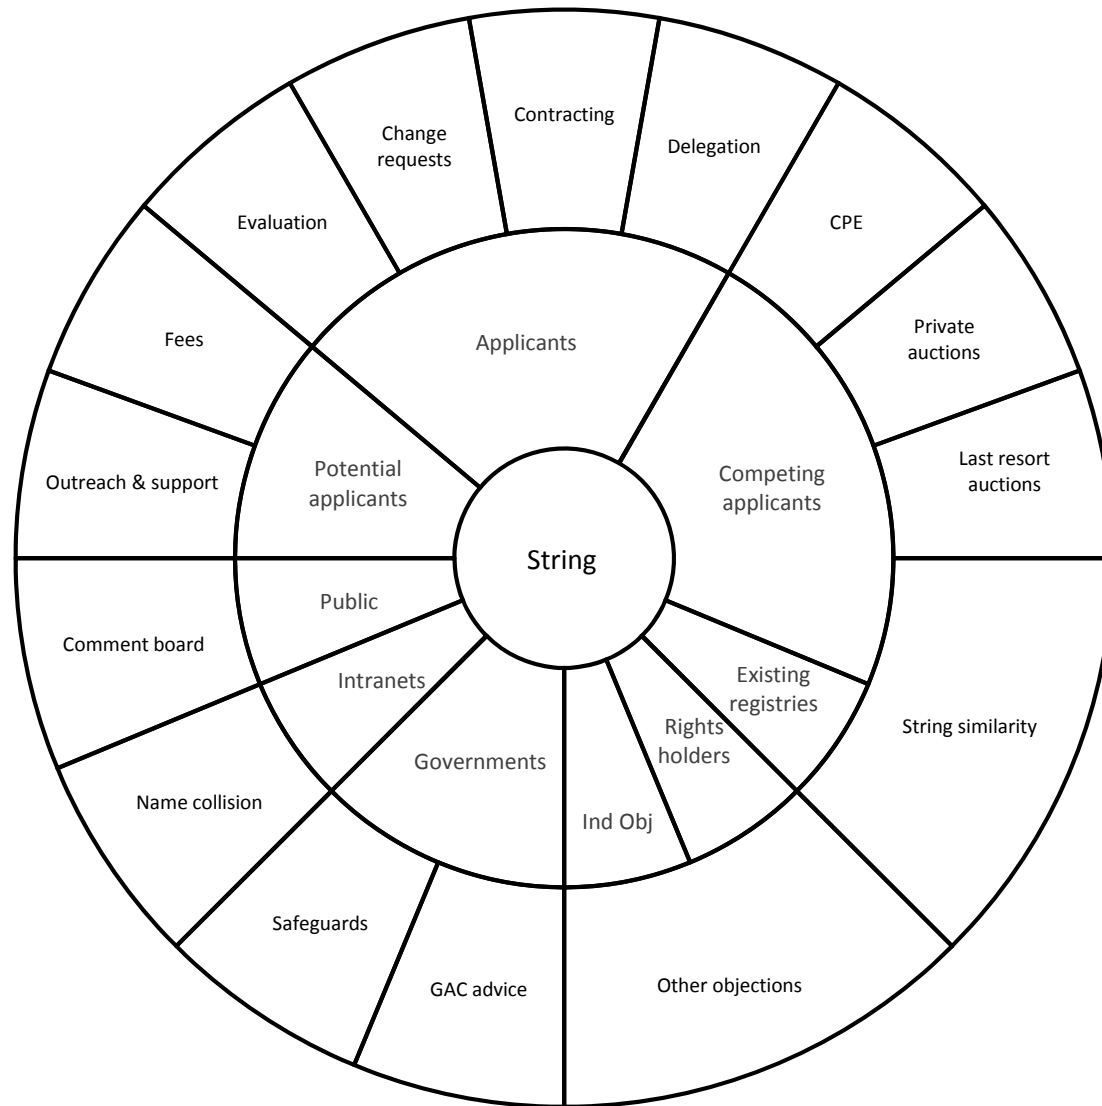 Contracting
Change
requests
Delegation
Evaluation
CPE
Fees
Private
auctions
Applicants
Outreach & support
Potential
applicants
Competing
applicants
Last resort
auctions
String
Public
Comment board
Intranets
Existing
registries
String similarity
Rights
holders
Governments
Name collision
Ind Obj
Safeguards
GAC advice
Other objections